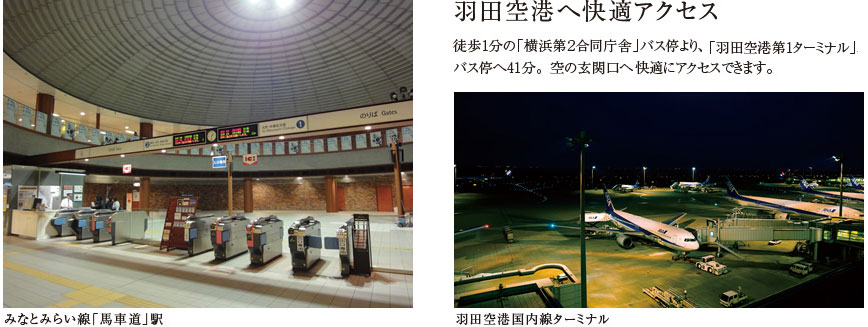 羽田空港へ快適アクセス
徒歩1分の「横浜第2合同庁舎」バス停より、「羽田空港第1ターミナル」
バス停へ41分。空の玄関口へ快適にアクセスできます。
のりば Gates
みなとみらい線「馬車道」駅
羽田空港国内線ターミナル